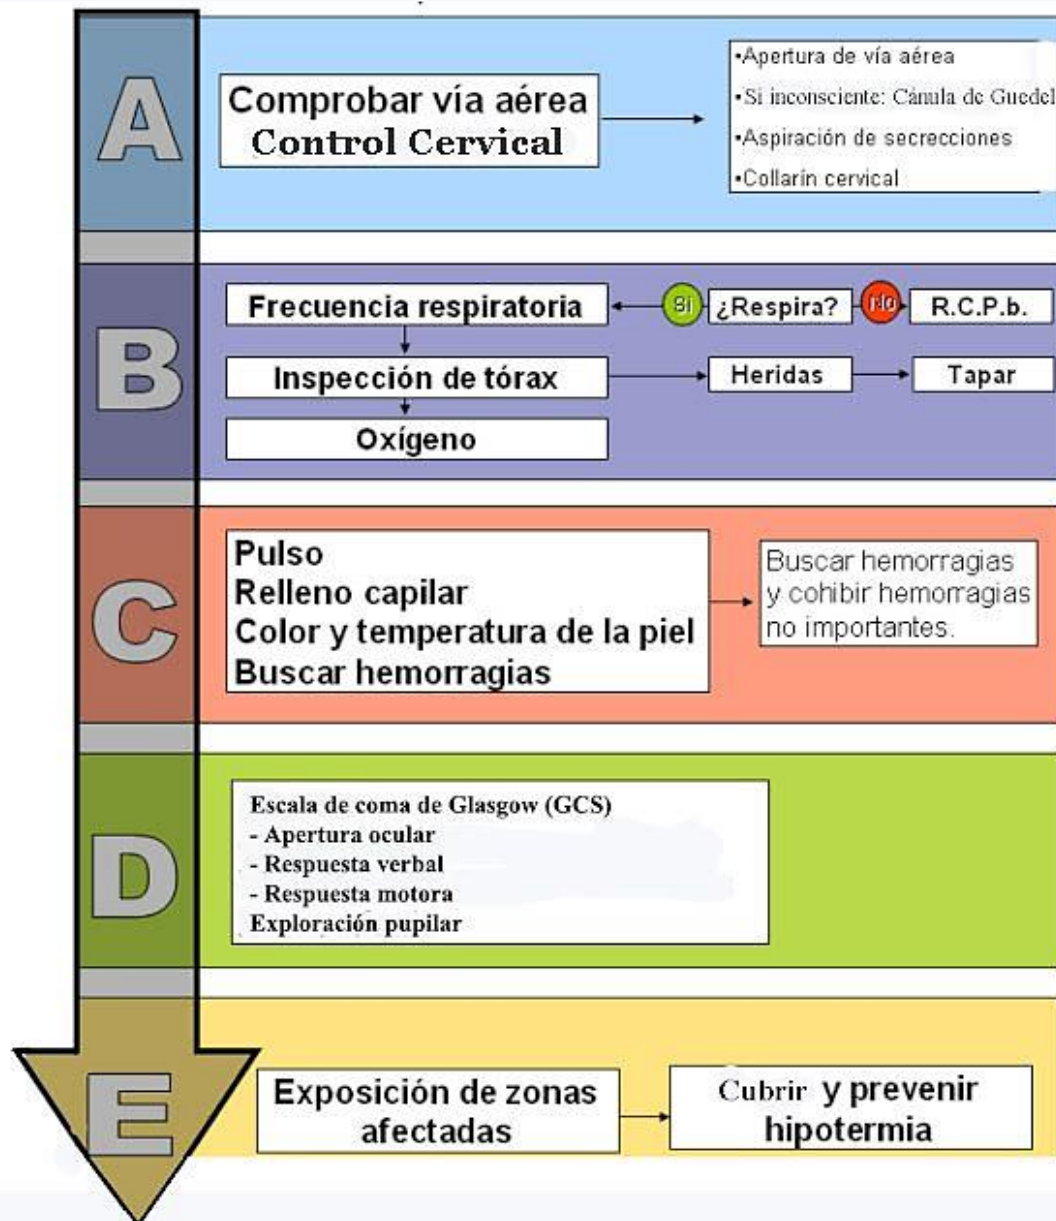 A
Comprobar vía aérea
Control Cervical
•Apertura de vía aérea
•Si inconsciente: Cánula de Guedel
•Aspiración de secrecciones
•Collarín cervical
B
Frecuencia respiratoria
Si
¿Respira?
No
R.C.P.b.
Inspección de tórax
Heridas
Tapar
Oxígeno
C
Pulso
Relleno capilar
Color y temperatura de la piel
Buscar hemorragias
Buscar hemorragias
y cohibir hemorragias
no importantes.
D
Escala de coma de Glasgow (GCS)
- Apertura ocular
- Respuesta verbal
- Respuesta motora
Exploración pupilar
E
Exposición de zonas
afectadas
Cubrir y prevenir
hipotermia